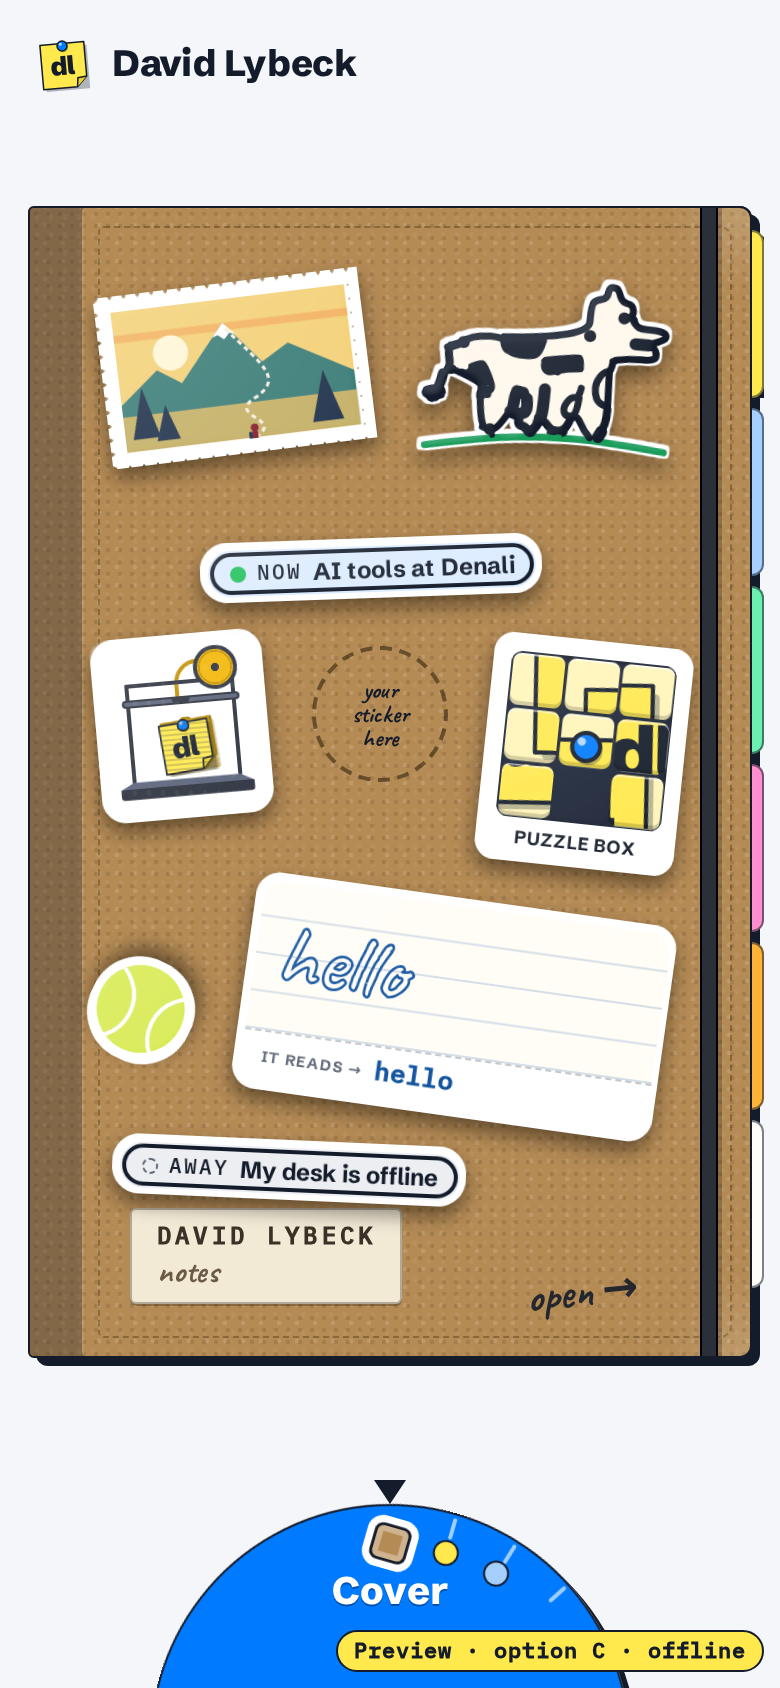 dl David Lybeck
NOW AI tools at Denali
dl
your
sticker
here
d
PUZZLE BOX
hello
IT READS → hello
AWAY My desk is offline
DAVID LYBECK
notes
open →
Cover
Preview · option C · offline